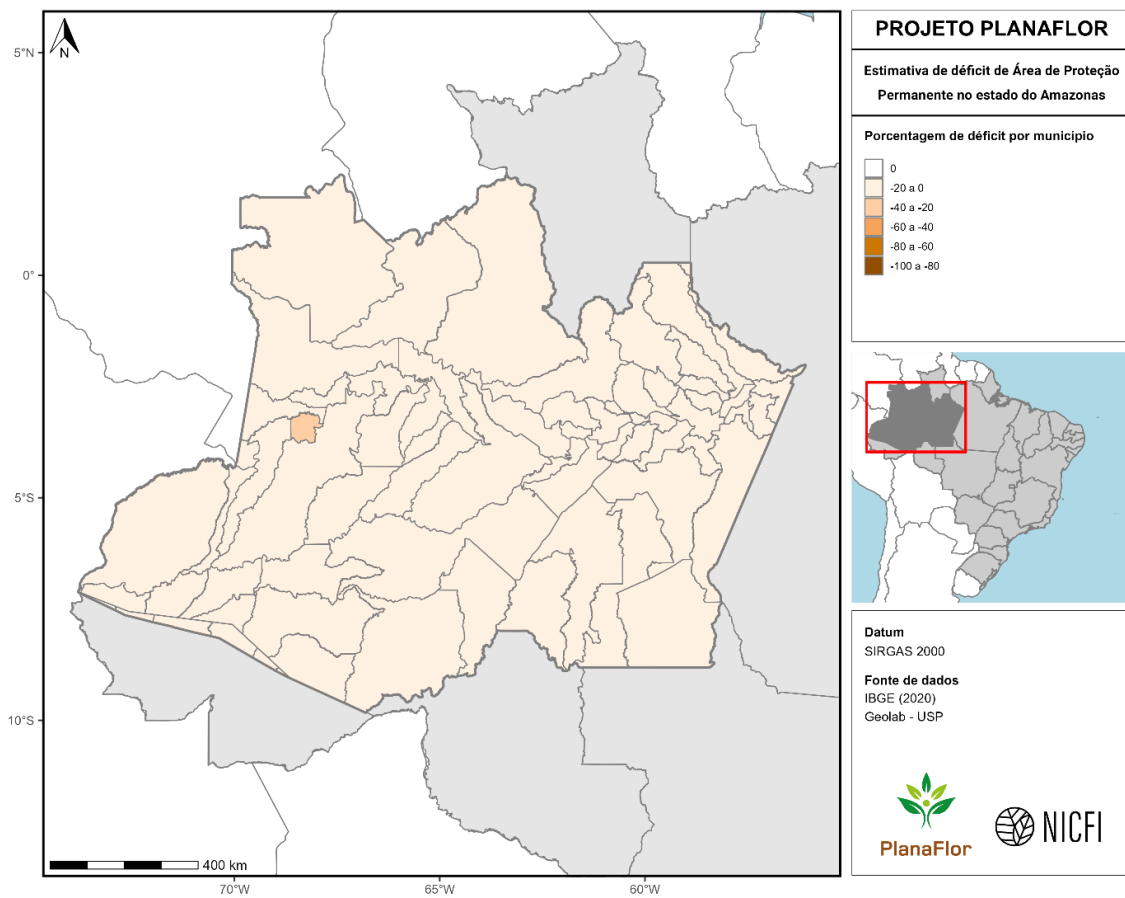 PROJETO PLANAFLOR
Estimativa de déficit de Área de Proteção
Permanente no estado do Amazonas
Porcentagem de déficit por município
0
-20 a 0
-40 a -20
-60 a -40
-80 a -60
-100 a -80
N
5°N
0°
5°S
10°S
70°W
65°W
60°W
400 km
Datum
SIRGAS 2000
Fonte de dados
IBGE (2020)
Geolab - USP
PlanaFlor
NICFI